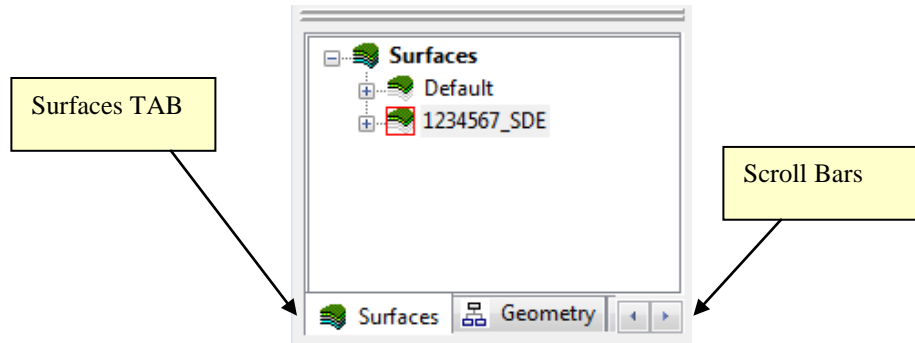 Surfaces
Default
1234567_SDE
Surfaces TAB
Scroll Bars
Surfaces
Geometry